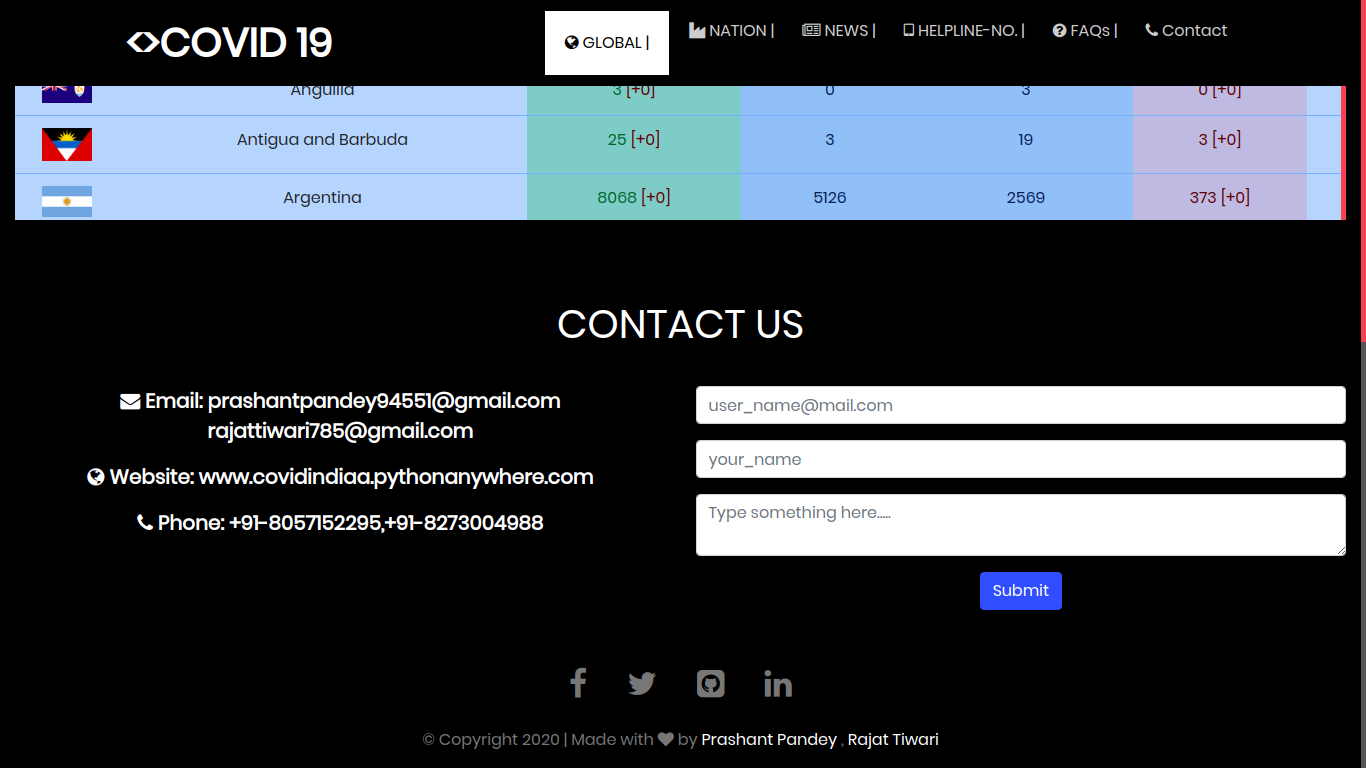 COVID 19
GLOBAL |
NATION |
NEWS |
HELPLINE-NO. |
FAQs |
Contact
Anguilla 3 [+0] 0 3 0 [+0]
Antigua and Barbuda 25 [+0] 3 19 3 [+0]
Argentina 8068 [+0] 5126 2569 373 [+0]
CONTACT US
Email: prashantpandey94551@gmail.com
rajattiwari785@gmail.com
Website: www.covidindiaa.pythonanywhere.com
Phone: +91-8057152295,+91-8273004988
user_name@mail.com
your_name
Type something here.....
Submit
© Copyright 2020 | Made with ♥ by Prashant Pandey , Rajat Tiwari